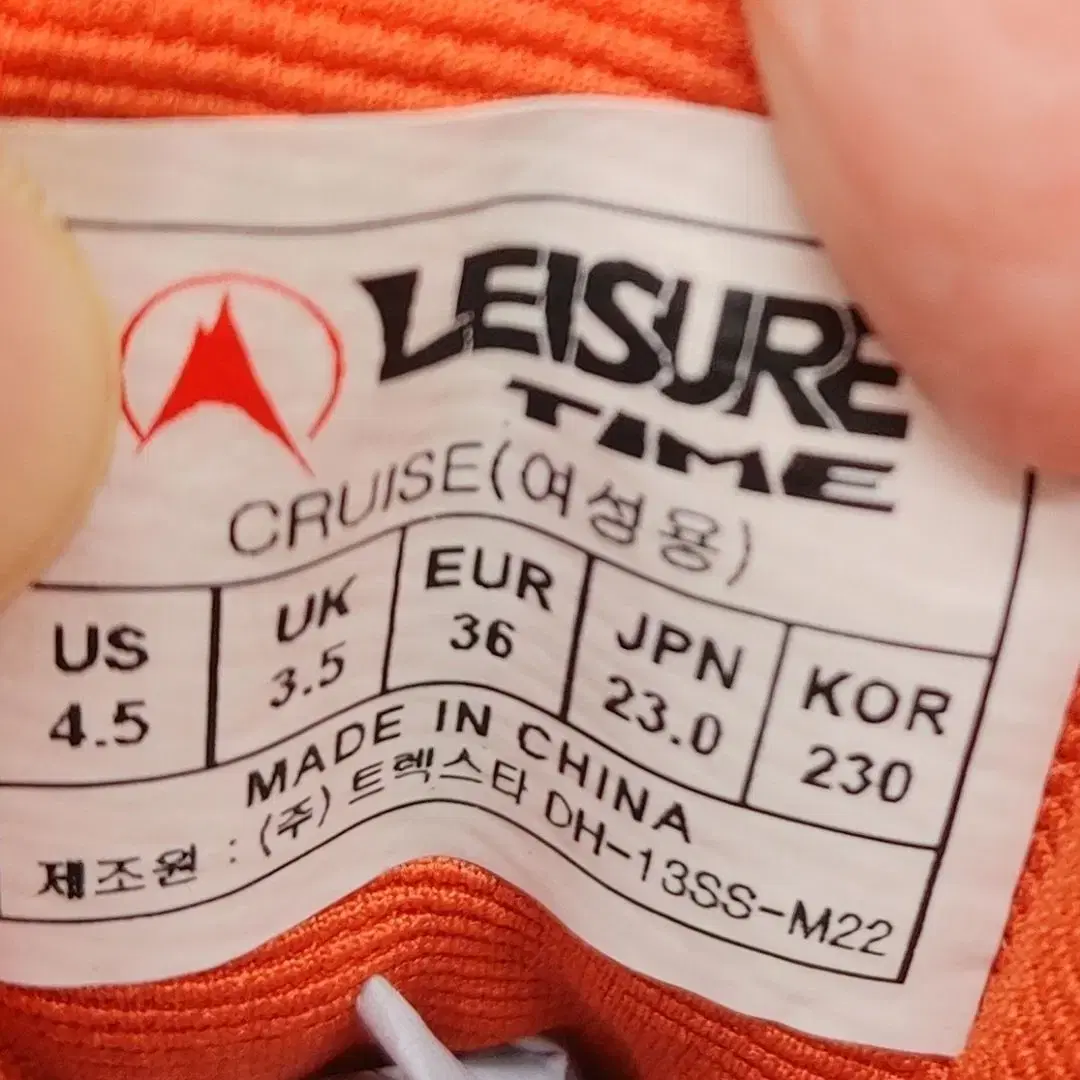 LEISURE
TIME
CRUISE(여성용)
US UK EUR JPN KOR
4.5 3.5 36 23.0 230
MADE IN CHINA
제조원 : (주) 트렉스타 DH-13SS-M22